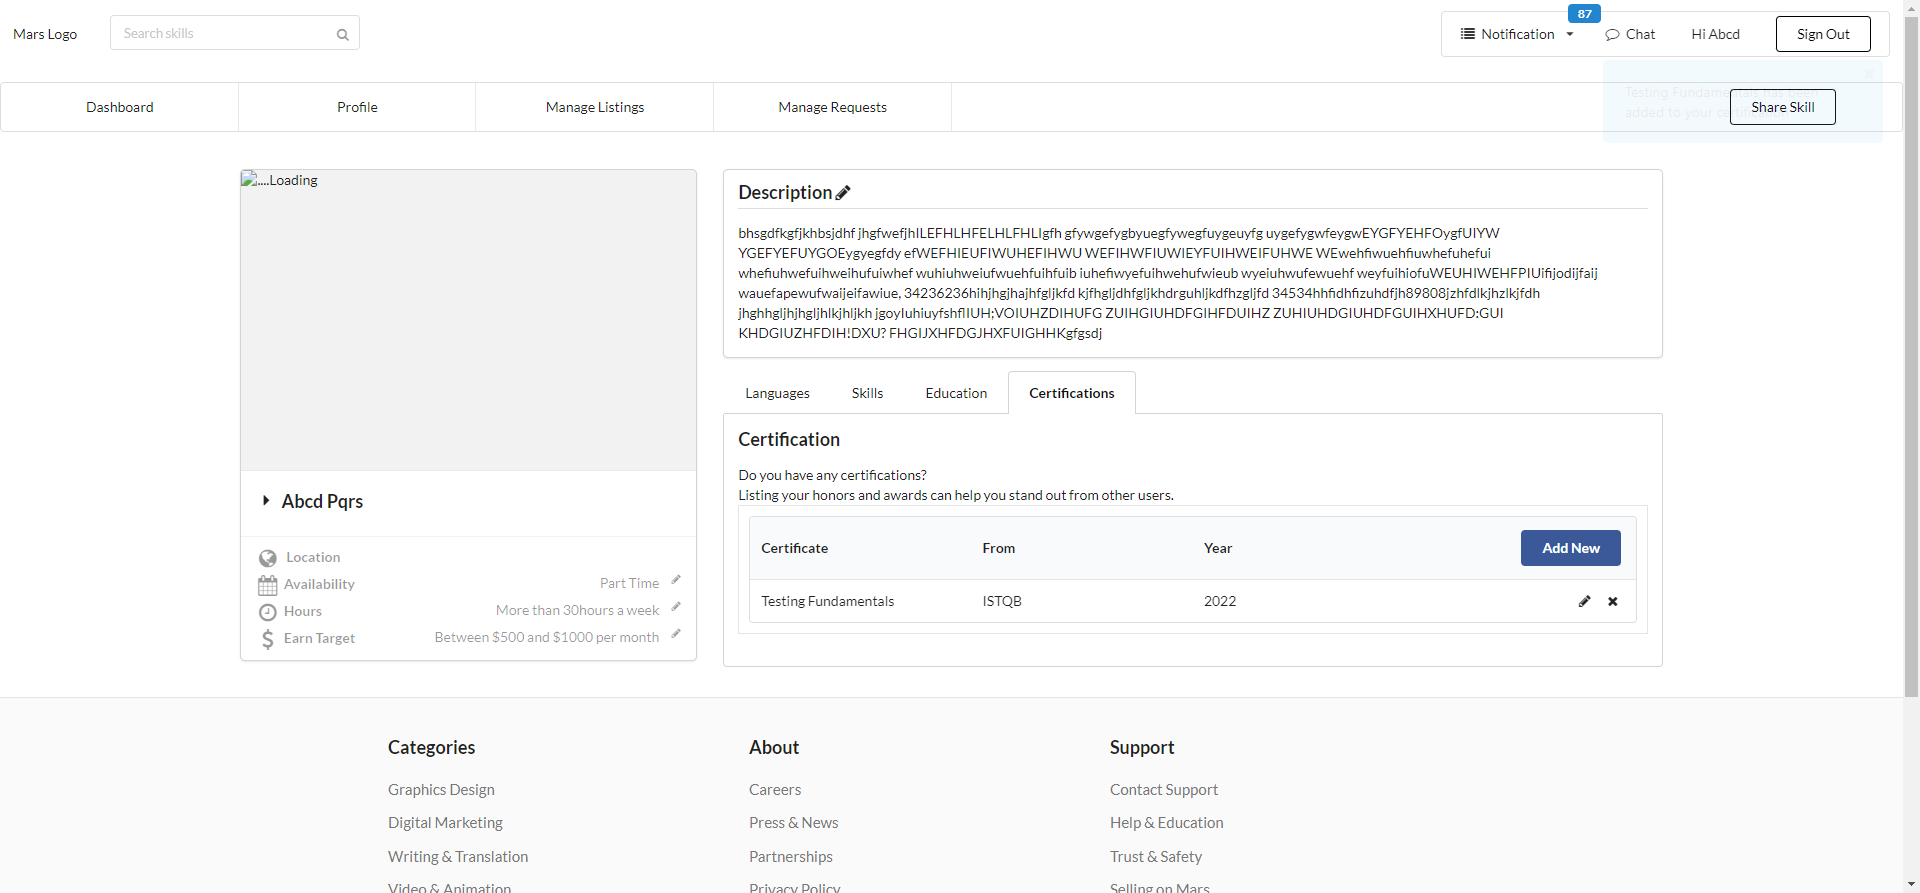 Mars Logo
Search skills
87
Notification
Chat
Hi Abcd
Sign Out
Dashboard
Profile
Manage Listings
Manage Requests
Testing Fundamentals has been
added to your certification
Share Skill
....Loading
Abcd Pqrs
Location
Availability
Part Time
Hours
More than 30hours a week
Earn Target
Between $500 and $1000 per month
Description
bhsgdfkgfjkhbsjdhf jhgfwefjhILEFHLHFELHLFHLIgfh gfywgefygbyuegfywegfuygeuyfg uygefygwfeygwEYGFYEHFOygfUIYW
YGEFYEFUYGOEygyegfdy efWEFHIEUFIWUHEFIHWU WEFIHWFIUWIEYFUIHWEIFUHWE WEwehfiwuehfiuwhefuhefui
whefiuhwefuihweihufuiwhef wuhiuhweiufwuehfuihfuib iuhefiwyefuihwehufwieub wyeiuhwufewuehf weyfuihiofuWEUHIWEHFPIUifijodijfaij
wauefapewufwaijeifawiue, 34236236hihjhgjhajhfgljkfd kjfhgljdhfgljkhdrguhljkdfhzgljfd 34534hhfidhfizuhdfjh89808jzhfdlkjhzlkjfdh
jhghhgljhjhgljhlkjhljkh jgoyIuhiuyfshfIIUH;VOIUHZDIHUFG ZUIHGIUHDFGIHFDUIHZ ZUHIUHDGIUHDFGUIHXHUFD:GUI
KHDGIUZHFDIH!DXU? FHGIJXHFDGJHXFUIGHHKgfgsdj
Languages
Skills
Education
Certifications
Certification
Do you have any certifications?
Listing your honors and awards can help you stand out from other users.
Certificate
From
Year
Add New
Testing Fundamentals
ISTQB
2022
Categories
About
Support
Graphics Design
Careers
Contact Support
Digital Marketing
Press & News
Help & Education
Writing & Translation
Partnerships
Trust & Safety
Video & Animation
Privacy Policy
Selling on Mars